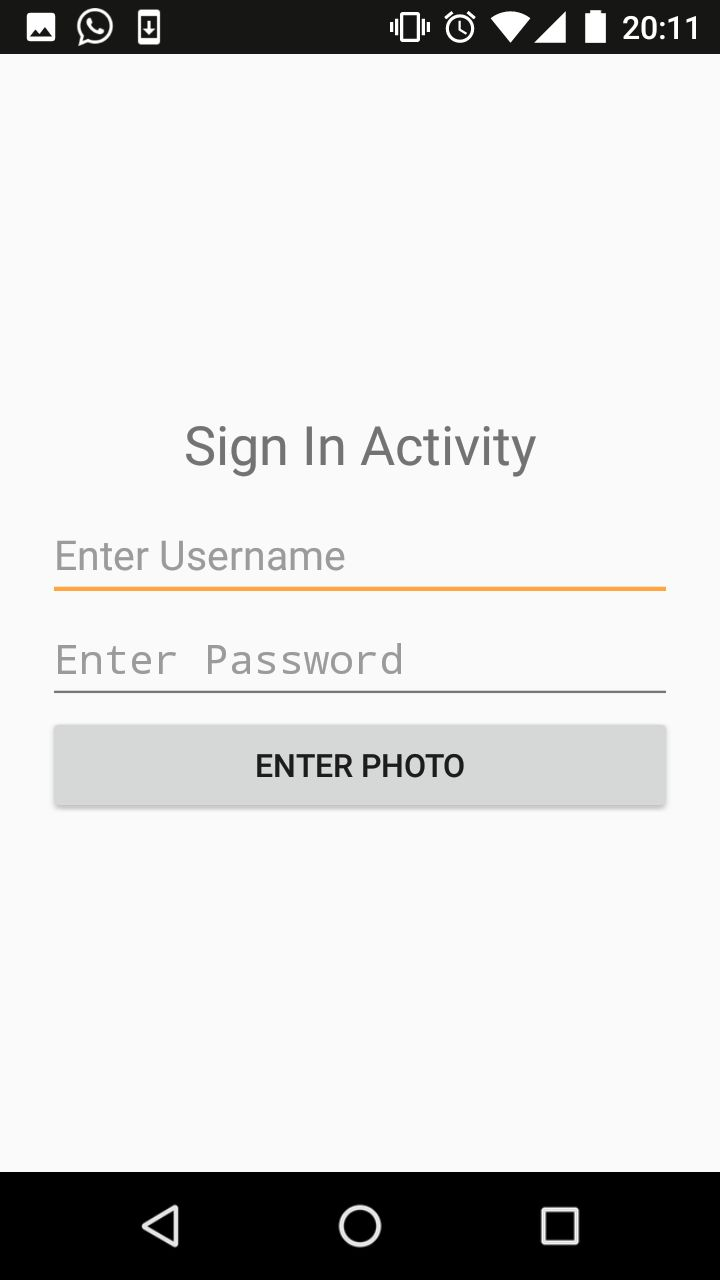 20:11
Sign In Activity
Enter Username
Enter Password
ENTER PHOTO